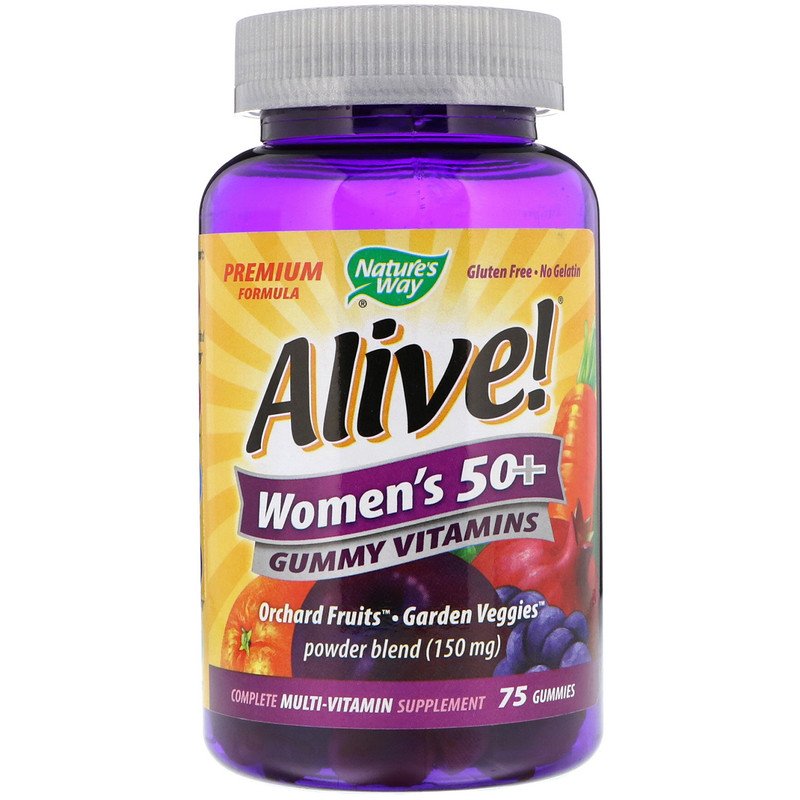 PREMIUM
FORMULA
Nature's
Way®
Gluten Free • No Gelatin
Alive!®
Women's 50+
GUMMY VITAMINS
Orchard Fruits™ • Garden Veggies™
powder blend (150 mg)
COMPLETE MULTI-VITAMIN SUPPLEMENT 75 GUMMIES